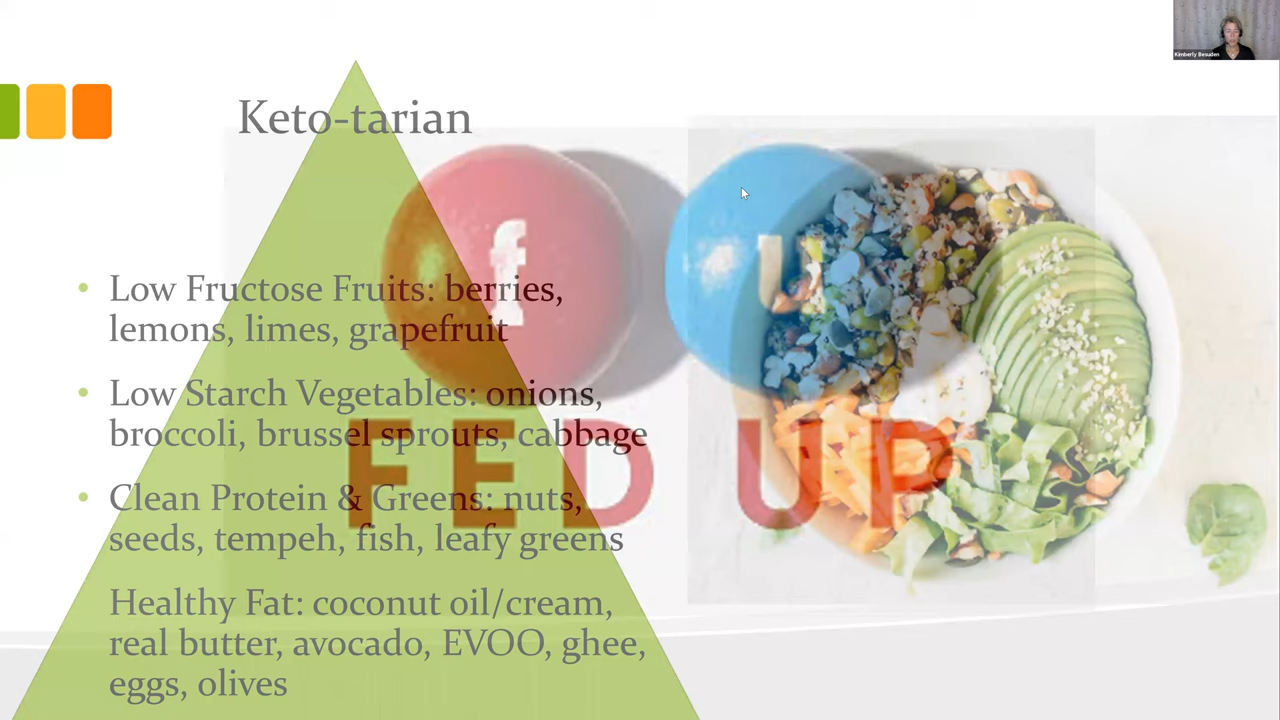 Kimberly Besuden
Keto-tarian
f u
• Low Fructose Fruits: berries,
lemons, limes, grapefruit
• Low Starch Vegetables: onions,
broccoli, brussel sprouts, cabbage
FED UP
• Clean Protein & Greens: nuts,
seeds, tempeh, fish, leafy greens
Healthy Fat: coconut oil/cream,
real butter, avocado, EVOO, ghee,
eggs, olives